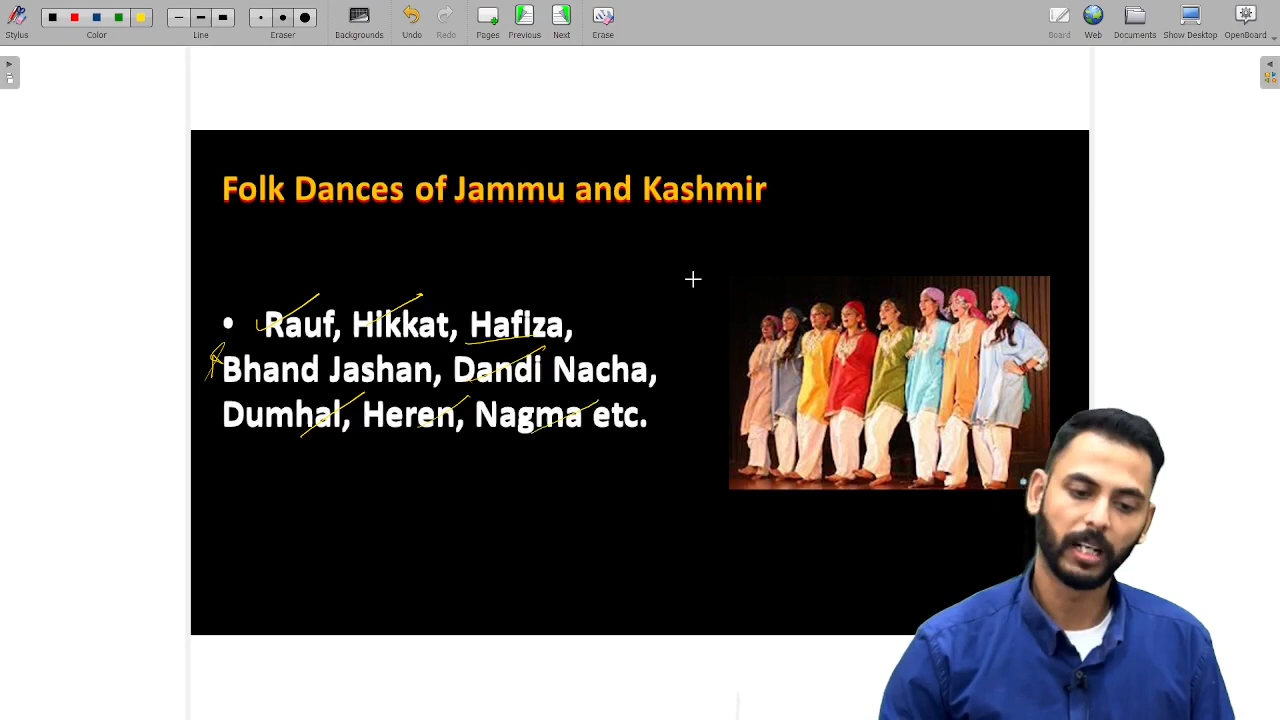 Stylus
Color
Line
Eraser
Backgrounds
Undo
Redo
Pages
Previous
Next
Erase
Board
Web
Documents
Show Desktop
OpenBoard
Folk Dances of Jammu and Kashmir
• Rauf, Hikkat, Hafiza,
Bhand Jashan, Dandi Nacha,
Dumhal, Heren, Nagma etc.